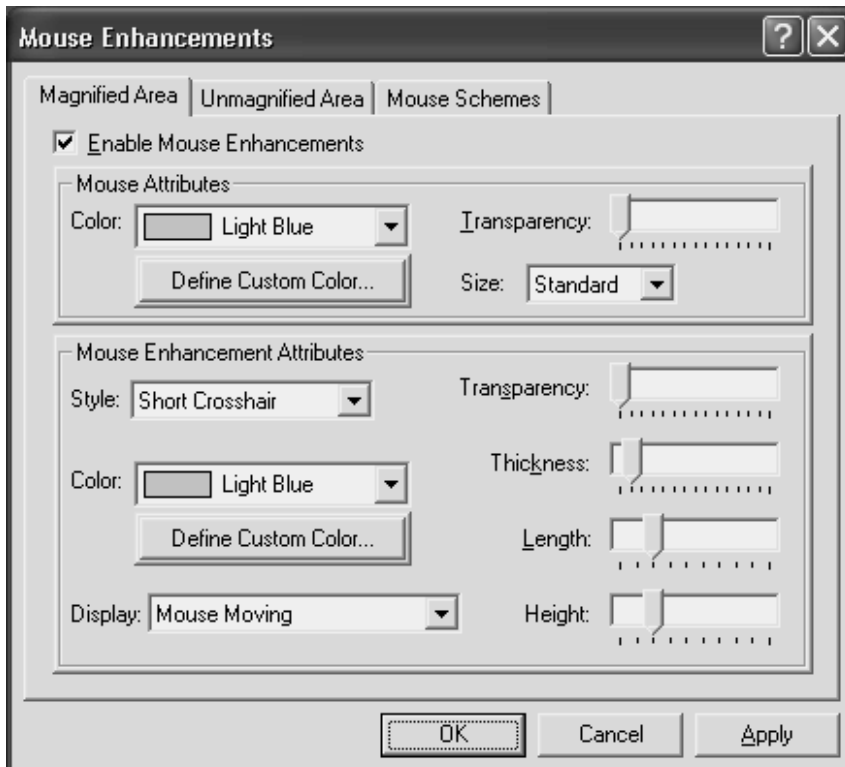 Mouse Enhancements
Magnified Area Unmagnified Area Mouse Schemes
Enable Mouse Enhancements
Mouse Attributes
Color: Light Blue
Define Custom Color...
Transparency:
Size: Standard
Mouse Enhancement Attributes
Style: Short Crosshair
Color: Light Blue
Define Custom Color...
Display: Mouse Moving
Transparency:
Thickness:
Length:
Height:
OK Cancel Apply